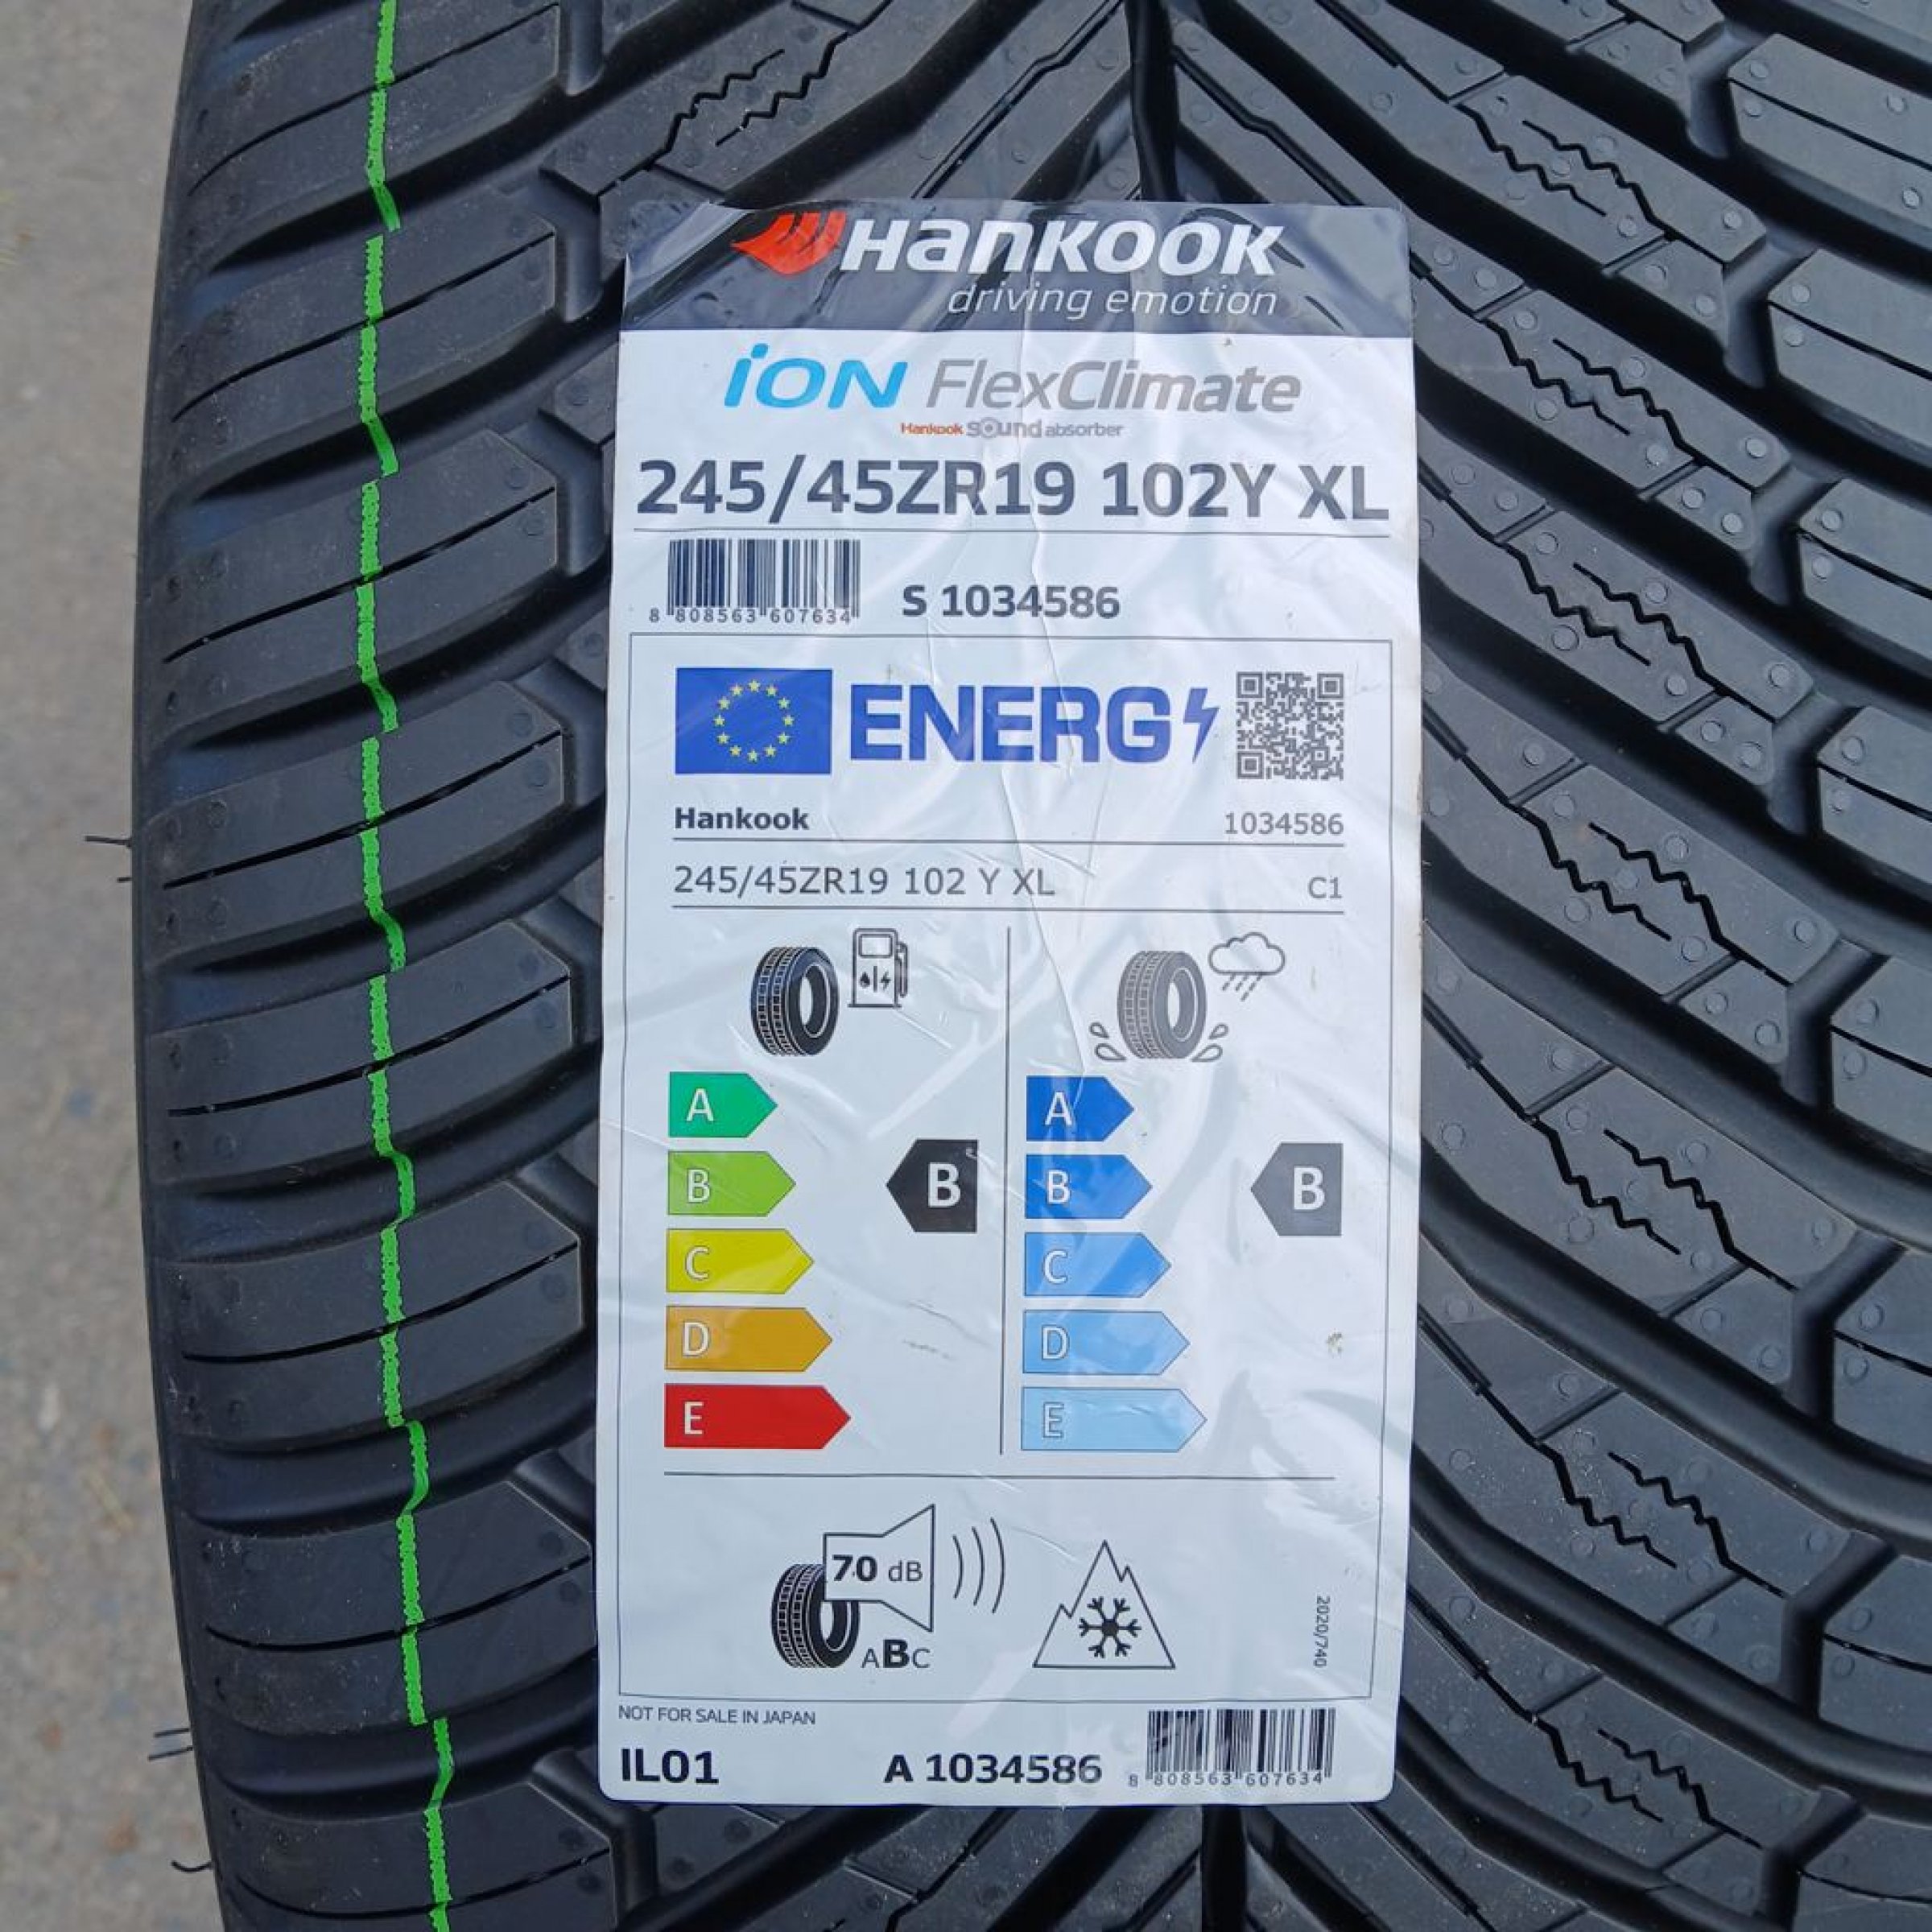 Hankook
driving emotion
iON FlexClimate
Hankook sound absorber
245/45ZR19 102Y XL
8 808563 607634
S 1034586
ENERG
Hankook
1034586
245/45ZR19 102 Y XL
C1
A
B
C
D
E
B
A
B
C
D
E
B
70 dB
ABC
2020/740
NOT FOR SALE IN JAPAN
IL01
A 1034586
8 808563 607634